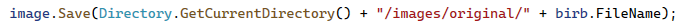 image.Save(Directory.GetCurrentDirectory() + "/images/original/" + birb.FileName);